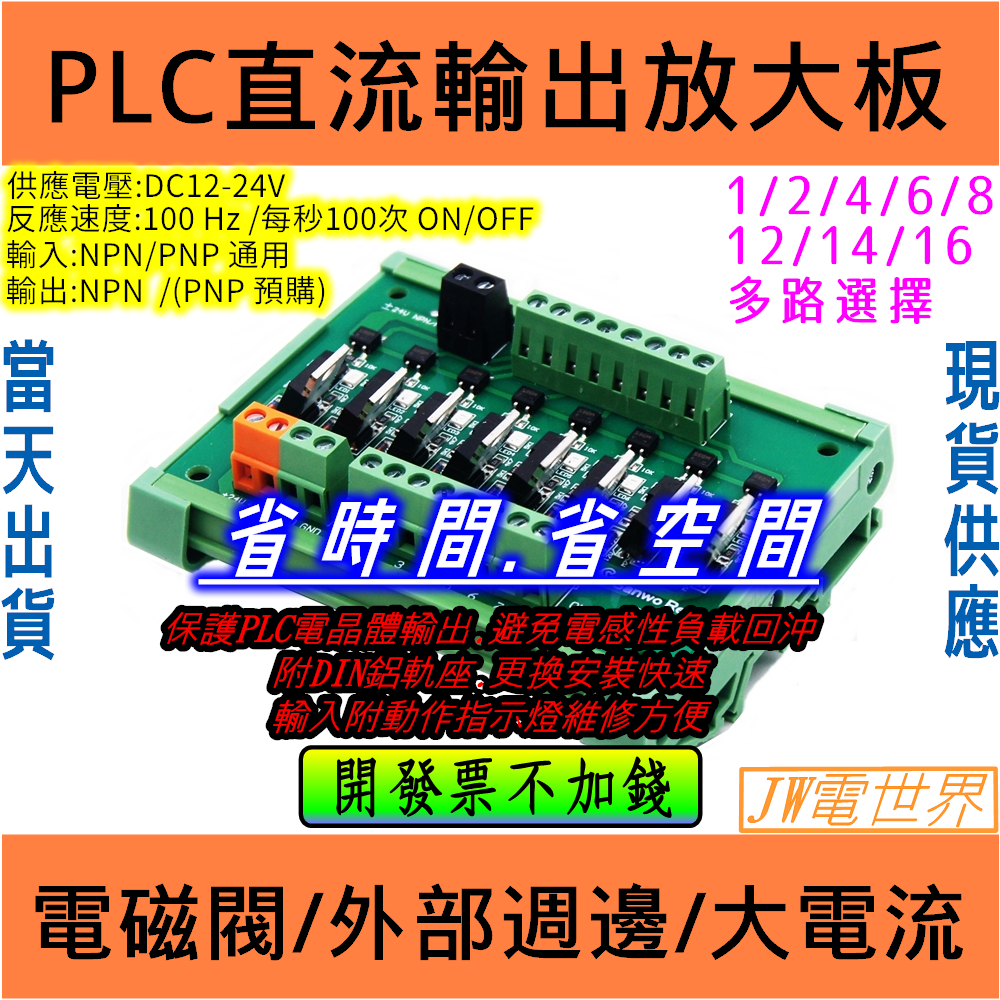 PLC直流輸出放大板
供應電壓:DC12-24V
反應速度:100 Hz /每秒100次 ON/OFF
輸入:NPN/PNP 通用
輸出:NPN /(PNP 預購)
1/2/4/6/8
12/14/16
多路選擇
當天出貨
現貨供應
±24V NPN
10K
GND
3
6
省時間.省空間
保護PLC電晶體輸出.避免電感性負載回沖
附DIN鋁軌座.更換安裝快速
輸入附動作指示燈維修方便
開發票不加錢
JW電世界
電磁閥/外部週邊/大電流